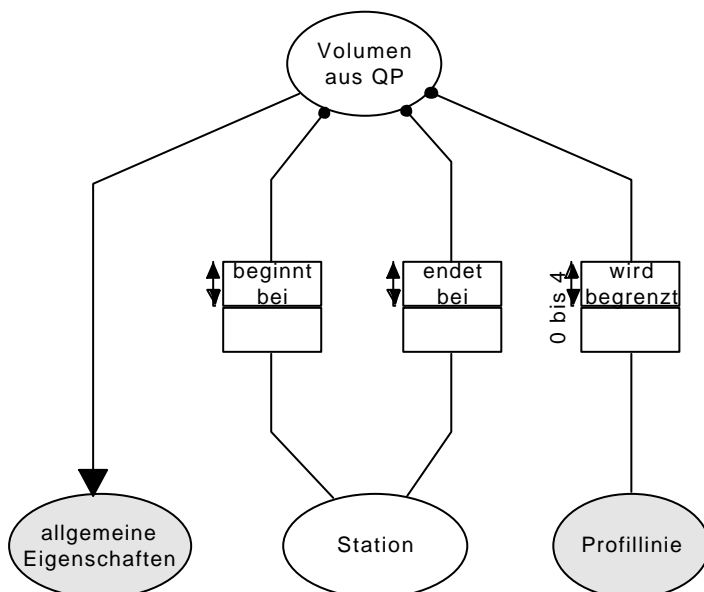 Volumen
aus QP
beginnt
bei
endet
bei
0 bis 4
wird
begrenzt
allgemeine
Eigenschaften
Station
Profillinie